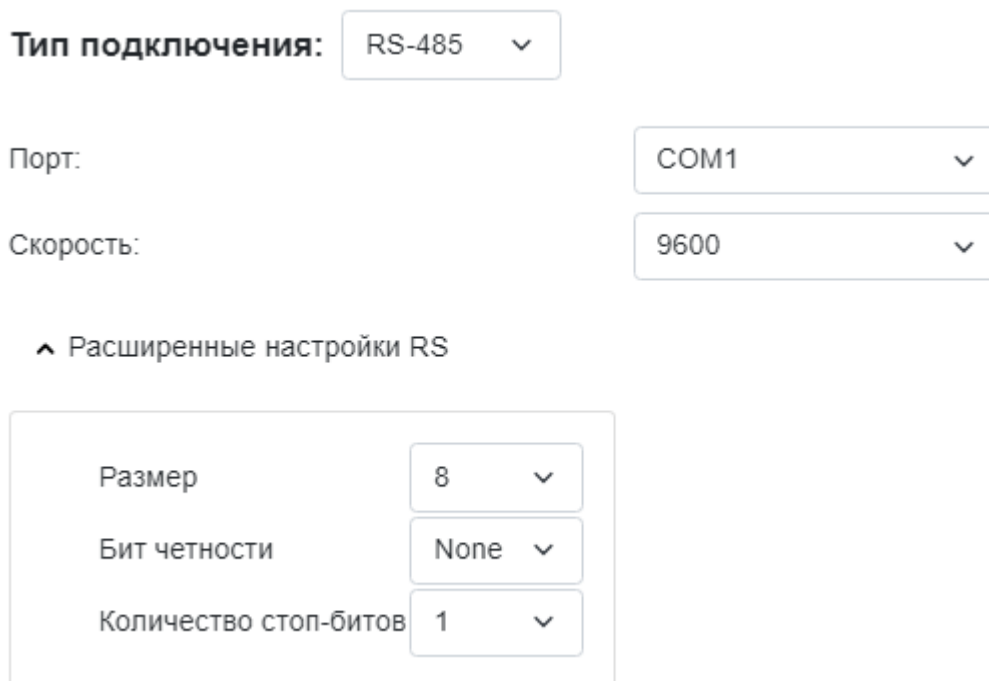 Тип подключения: RS-485
Порт: COM1
Скорость: 9600
Расширенные настройки RS
Размер 8
Бит четности None
Количество стоп-битов 1